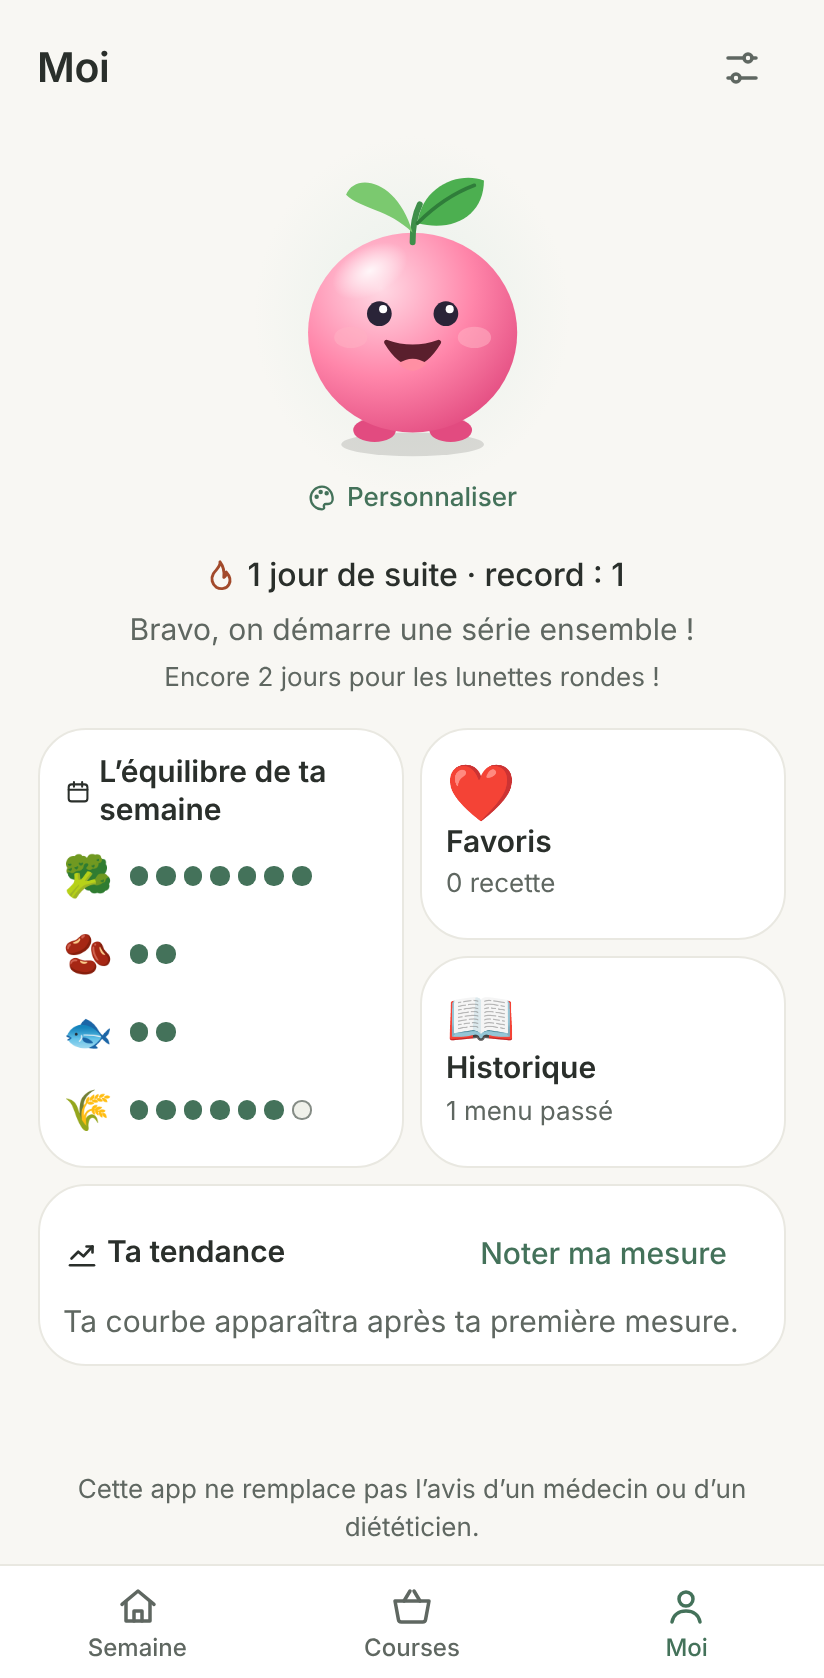 Moi
Personnaliser
1 jour de suite · record : 1
Bravo, on démarre une série ensemble !
Encore 2 jours pour les lunettes rondes !
L’équilibre de ta
semaine
Favoris
0 recette
Historique
1 menu passé
Ta tendance
Noter ma mesure
Ta courbe apparaîtra après ta première mesure.
Cette app ne remplace pas l’avis d’un médecin ou d’un
diététicien.
Semaine
Courses
Moi